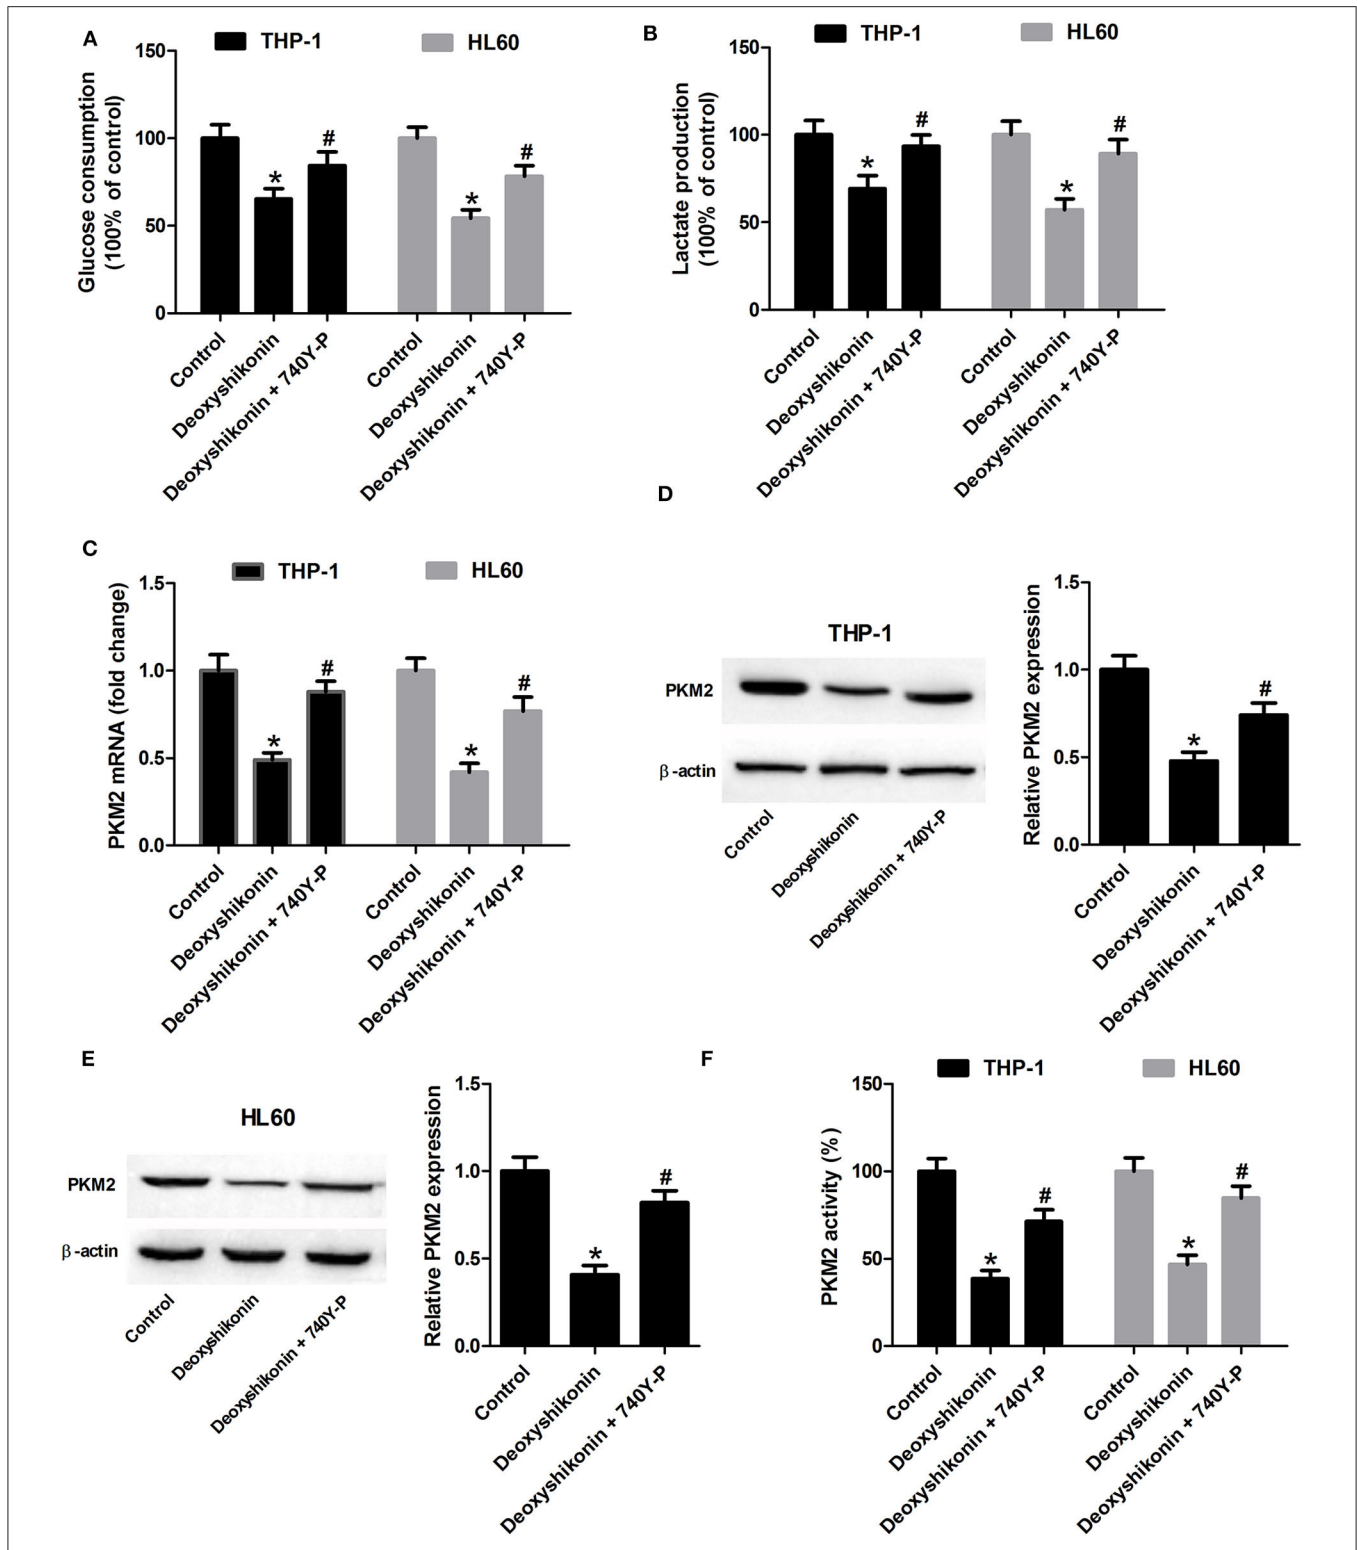 A
THP-1
HL60
Glucose consumption
(100% of control)
150
100
50
0
Control
Deoxyshikonin
Deoxyshikonin + 740Y-P
Control
Deoxyshikonin
Deoxyshikonin + 740Y-P
*
#
*
#
B
THP-1
HL60
Lactate production
(100% of control)
150
100
50
0
Control
Deoxyshikonin
Deoxyshikonin + 740Y-P
Control
Deoxyshikonin
Deoxyshikonin + 740Y-P
*
#
*
#
C
THP-1
HL60
PKM2 mRNA (fold change)
1.5
1.0
0.5
0.0
Control
Deoxyshikonin
Deoxyshikonin + 740Y-P
Control
Deoxyshikonin
Deoxyshikonin + 740Y-P
*
#
*
#
D
THP-1
PKM2
β-actin
Control
Deoxyshikonin
Deoxyshikonin + 740Y-P
Relative PKM2 expression
1.5
1.0
0.5
0.0
Control
Deoxyshikonin
Deoxyshikonin + 740Y-P
*
#
E
HL60
PKM2
β-actin
Control
Deoxyshikonin
Deoxyshikonin + 740Y-P
Relative PKM2 expression
1.5
1.0
0.5
0.0
Control
Deoxyshikonin
Deoxyshikonin + 740Y-P
*
#
F
THP-1
HL60
PKM2 activity (%)
150
100
50
0
Control
Deoxyshikonin
Deoxyshikonin + 740Y-P
Control
Deoxyshikonin
Deoxyshikonin + 740Y-P
*
#
*
#